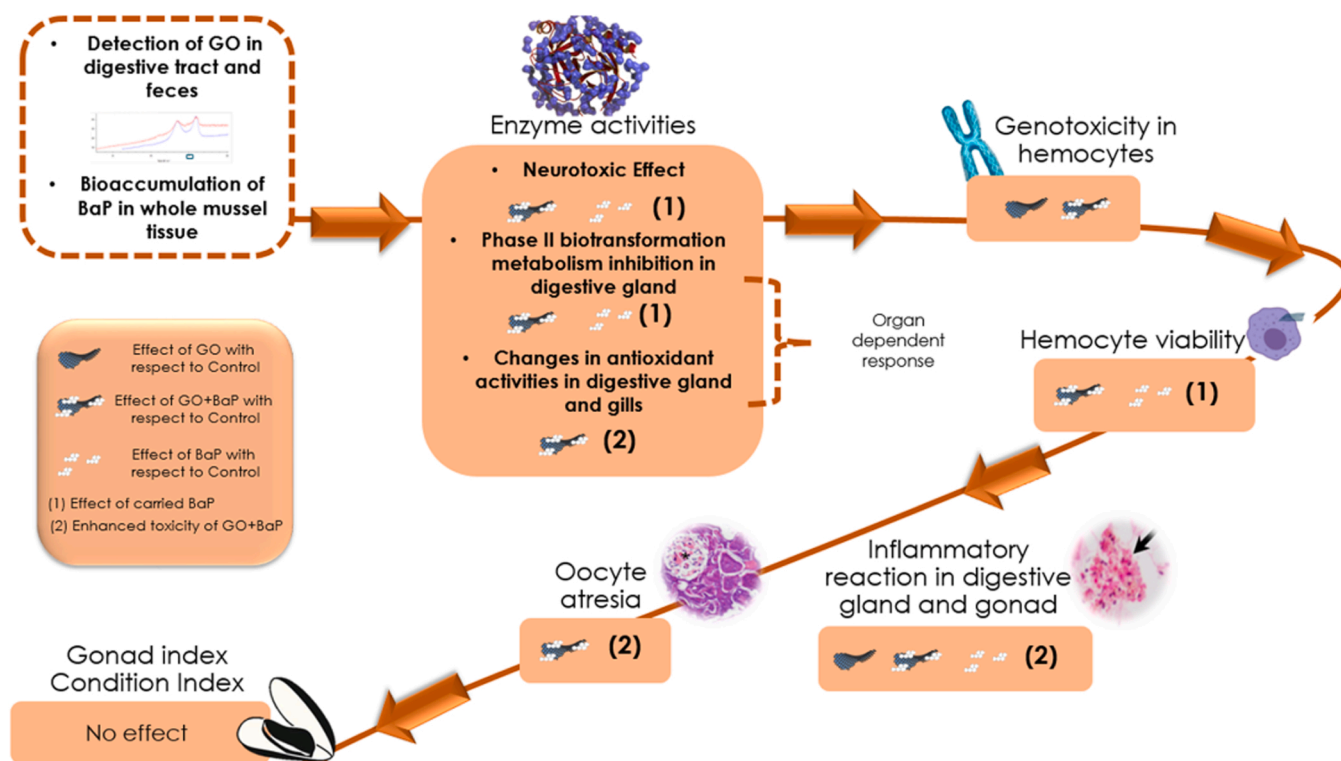 • Detection of GO in
digestive tract and
feces
• Bioaccumulation of
BaP in whole mussel
tissue
Enzyme activities
• Neurotoxic Effect
(1)
• Phase II biotransformation
metabolism inhibition in
digestive gland
(1)
• Changes in antioxidant
activities in digestive gland
and gills
(2)
Organ
dependent
response
Genotoxicity in
hemocytes
Hemocyte viability
(1)
Inflammatory
reaction in digestive
gland and gonad
(2)
Oocyte
atresia
*
(2)
Gonad index
Condition Index
No effect
Effect of GO with
respect to Control
Effect of GO+BaP with
respect to Control
Effect of BaP with
respect to Control
(1) Effect of carried BaP
(2) Enhanced toxicity of GO+BaP